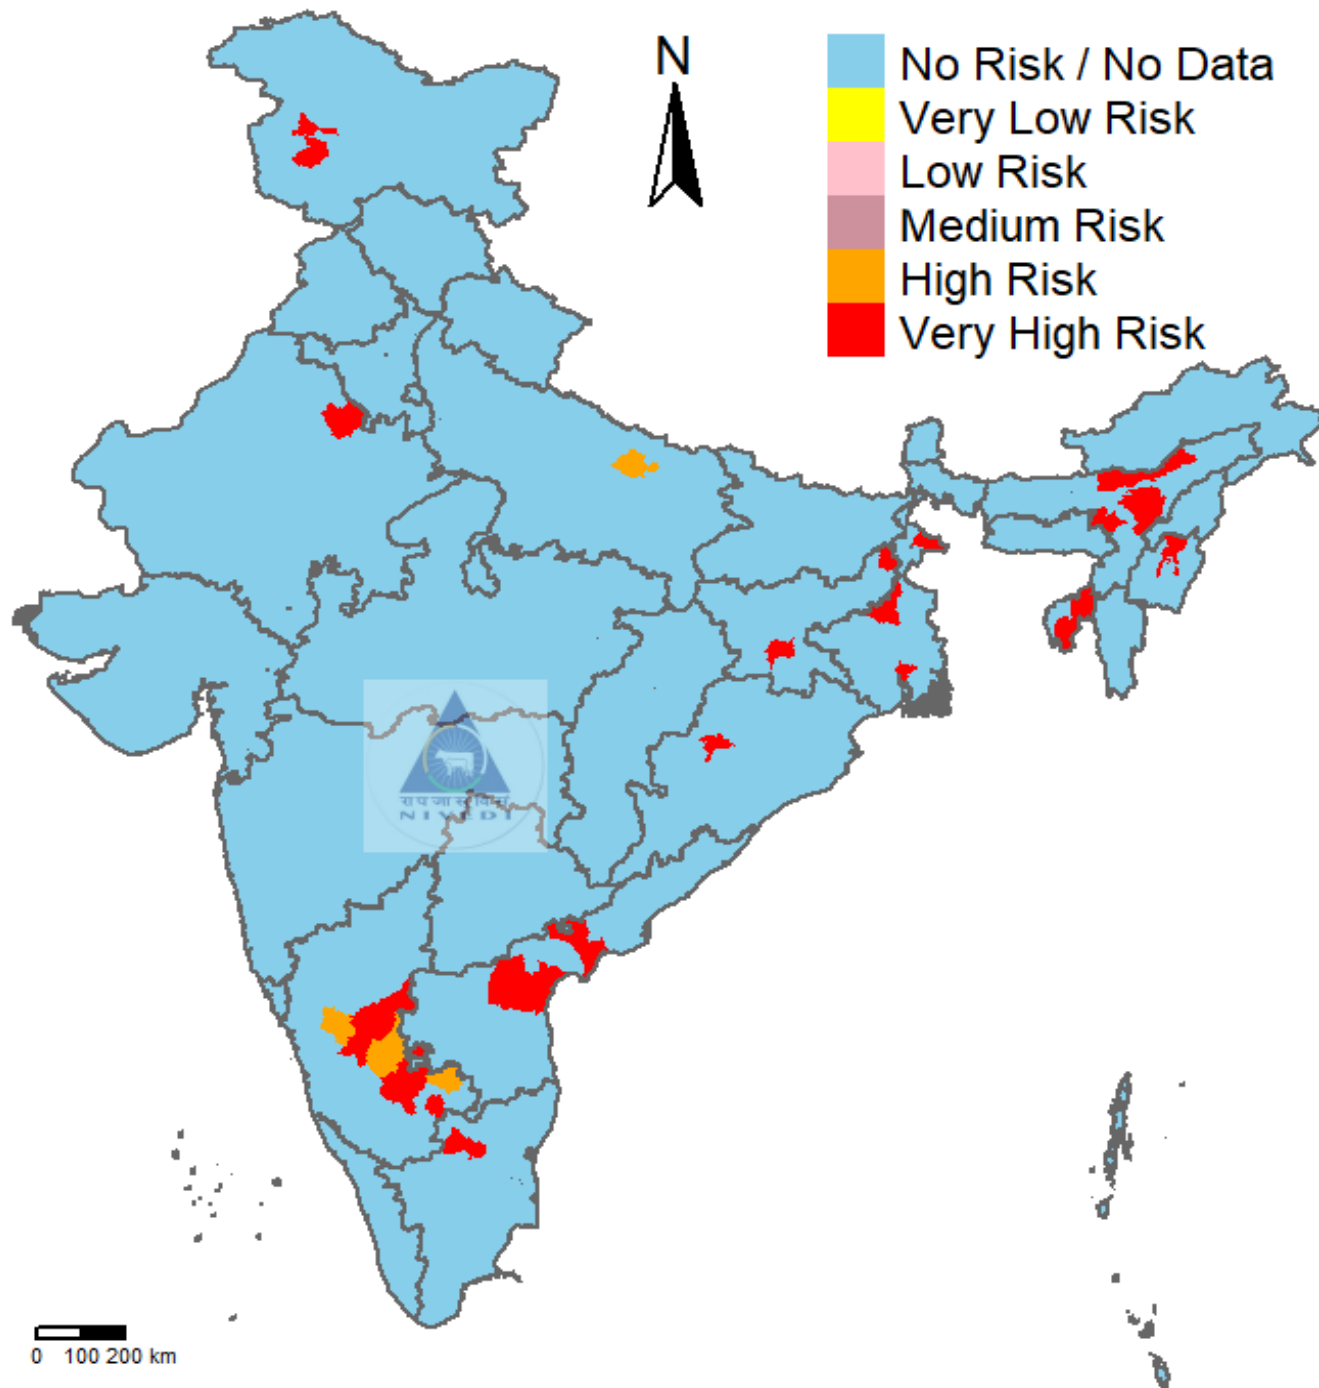 N
No Risk / No Data
Very Low Risk
Low Risk
Medium Risk
High Risk
Very High Risk
NIVEDI
0 100 200 km